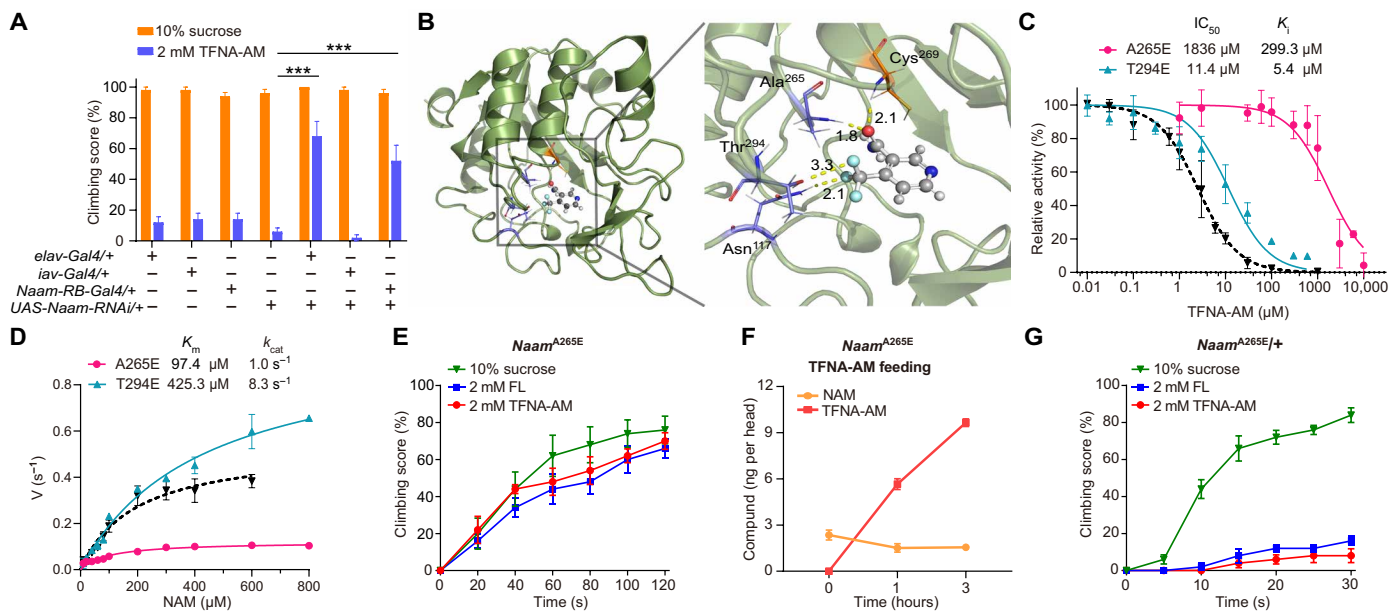 A
10% sucrose
2 mM TFNA-AM
***
***
Climbing score (%)
100
80
60
40
20
0
elav-Gal4/+ + − − − + − −
iav-Gal4/+ − + − − − + −
Naam-RB-Gal4/+ − − + − − − +
UAS-Naam-RNAi/+ − − − + + + +
B
Cys269
Ala265
2.1
1.8
Thr294
3.3
2.1
Asn117
C
IC50 Ki
A265E 1836 µM 299.3 µM
T294E 11.4 µM 5.4 µM
Relative activity (%)
125
100
75
50
25
0
0.01 0.1 1 10 100 1000 10,000
TFNA-AM (µM)
D
Km kcat
A265E 97.4 µM 1.0 s−1
T294E 425.3 µM 8.3 s−1
V (s−1)
0.8
0.6
0.4
0.2
0.0
0 200 400 600 800
NAM (µM)
E
NaamA265E
10% sucrose
2 mM FL
2 mM TFNA-AM
Climbing score (%)
100
80
60
40
20
0
0 20 40 60 80 100 120
Time (s)
F
NaamA265E
TFNA-AM feeding
NAM
TFNA-AM
Compound (ng per head)
12
9
6
3
0
0 1 3
Time (hours)
G
NaamA265E/+
10% sucrose
2 mM FL
2 mM TFNA-AM
Climbing score (%)
100
80
60
40
20
0
0 10 20 30
Time (s)